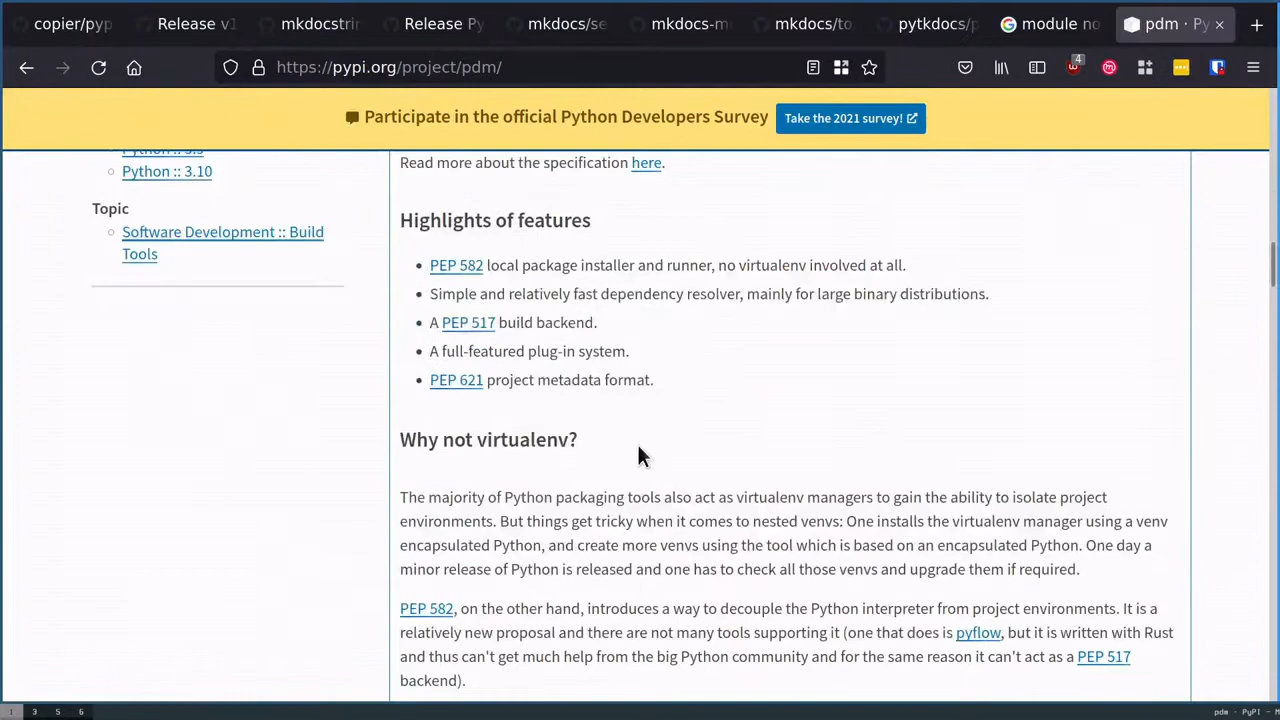 copier/pyp
Release v1
mkdocstrin
Release Py
mkdocs/se
mkdocs-m
mkdocs/to
pytkdocs/p
module no
pdm · Py
https://pypi.org/project/pdm/
4
Participate in the official Python Developers Survey
Take the 2021 survey!
Python :: 3.9
Python :: 3.10
Topic
Software Development :: Build
Tools
Read more about the specification here.
Highlights of features
PEP 582 local package installer and runner, no virtualenv involved at all.
Simple and relatively fast dependency resolver, mainly for large binary distributions.
A PEP 517 build backend.
A full-featured plug-in system.
PEP 621 project metadata format.
Why not virtualenv?
The majority of Python packaging tools also act as virtualenv managers to gain the ability to isolate project
environments. But things get tricky when it comes to nested venvs: One installs the virtualenv manager using a venv
encapsulated Python, and create more venvs using the tool which is based on an encapsulated Python. One day a
minor release of Python is released and one has to check all those venvs and upgrade them if required.
PEP 582, on the other hand, introduces a way to decouple the Python interpreter from project environments. It is a
relatively new proposal and there are not many tools supporting it (one that does is pyflow, but it is written with Rust
and thus can't get much help from the big Python community and for the same reason it can't act as a PEP 517
backend).
1 3 5 6
pdm · PyPI — M